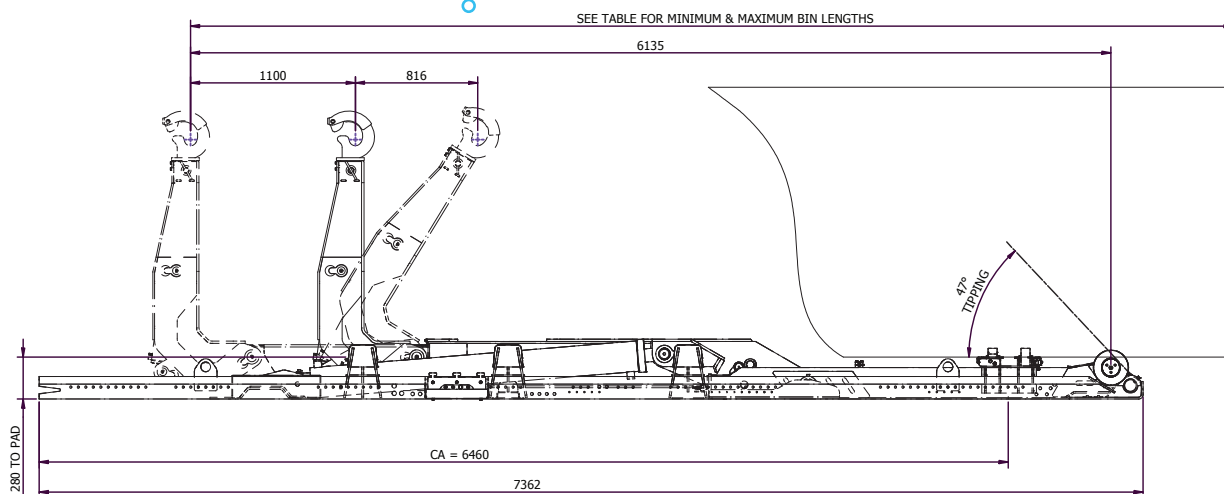 SEE TABLE FOR MINIMUM & MAXIMUM BIN LENGTHS
6135
1100
816
47°
TIPPING
280 TO PAD
CA = 6460
7362